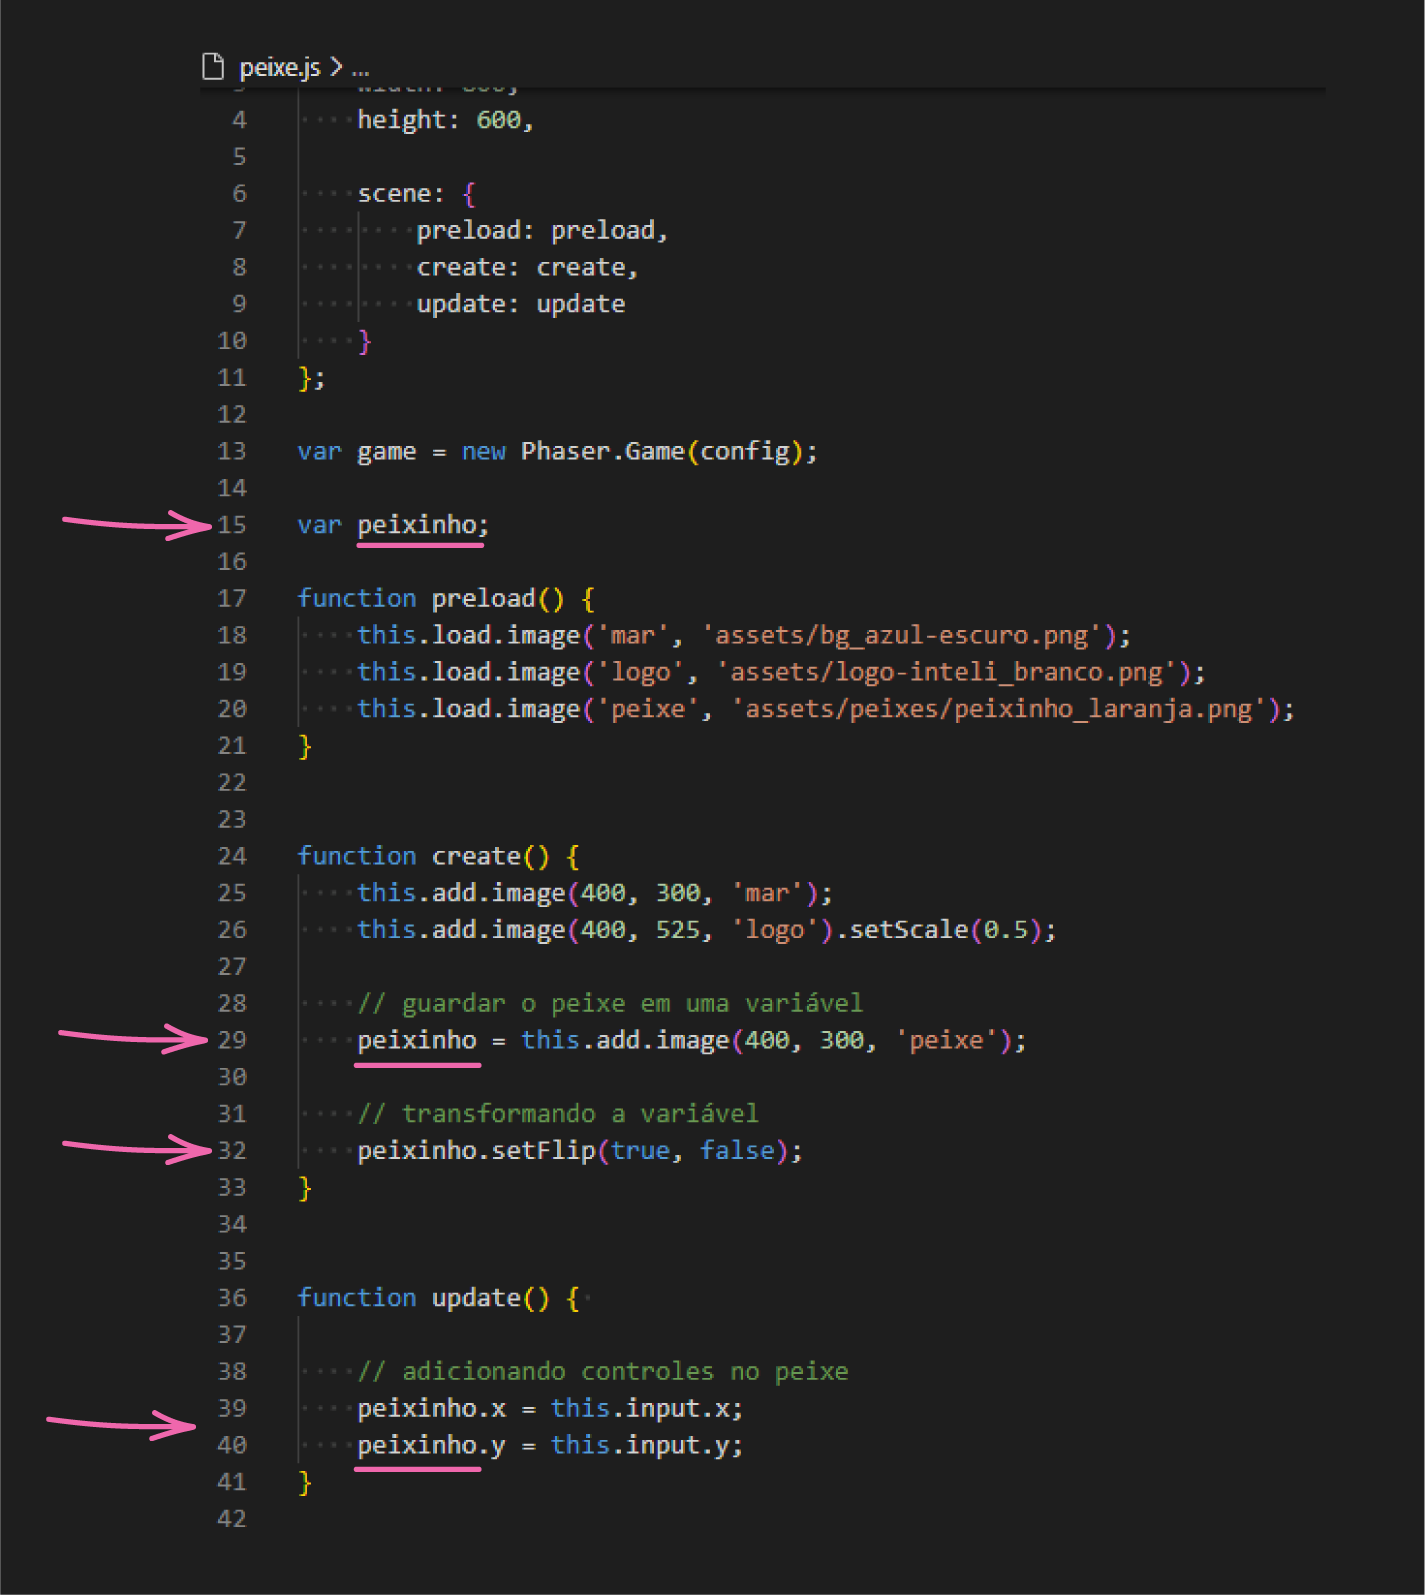 peixe.js > ...
4 height: 600,
5
6 scene: {
7 preload: preload,
8 create: create,
9 update: update
10 }
11 };
12
13 var game = new Phaser.Game(config);
14
15 var peixinho;
16
17 function preload() {
18 this.load.image('mar', 'assets/bg_azul-escuro.png');
19 this.load.image('logo', 'assets/logo-inteli_branco.png');
20 this.load.image('peixe', 'assets/peixes/peixinho_laranja.png');
21 }
22
23
24 function create() {
25 this.add.image(400, 300, 'mar');
26 this.add.image(400, 525, 'logo').setScale(0.5);
27
28 // guardar o peixe em uma variável
29 peixinho = this.add.image(400, 300, 'peixe');
30
31 // transformando a variável
32 peixinho.setFlip(true, false);
33 }
34
35
36 function update() {
37
38 // adicionando controles no peixe
39 peixinho.x = this.input.x;
40 peixinho.y = this.input.y;
41 }
42